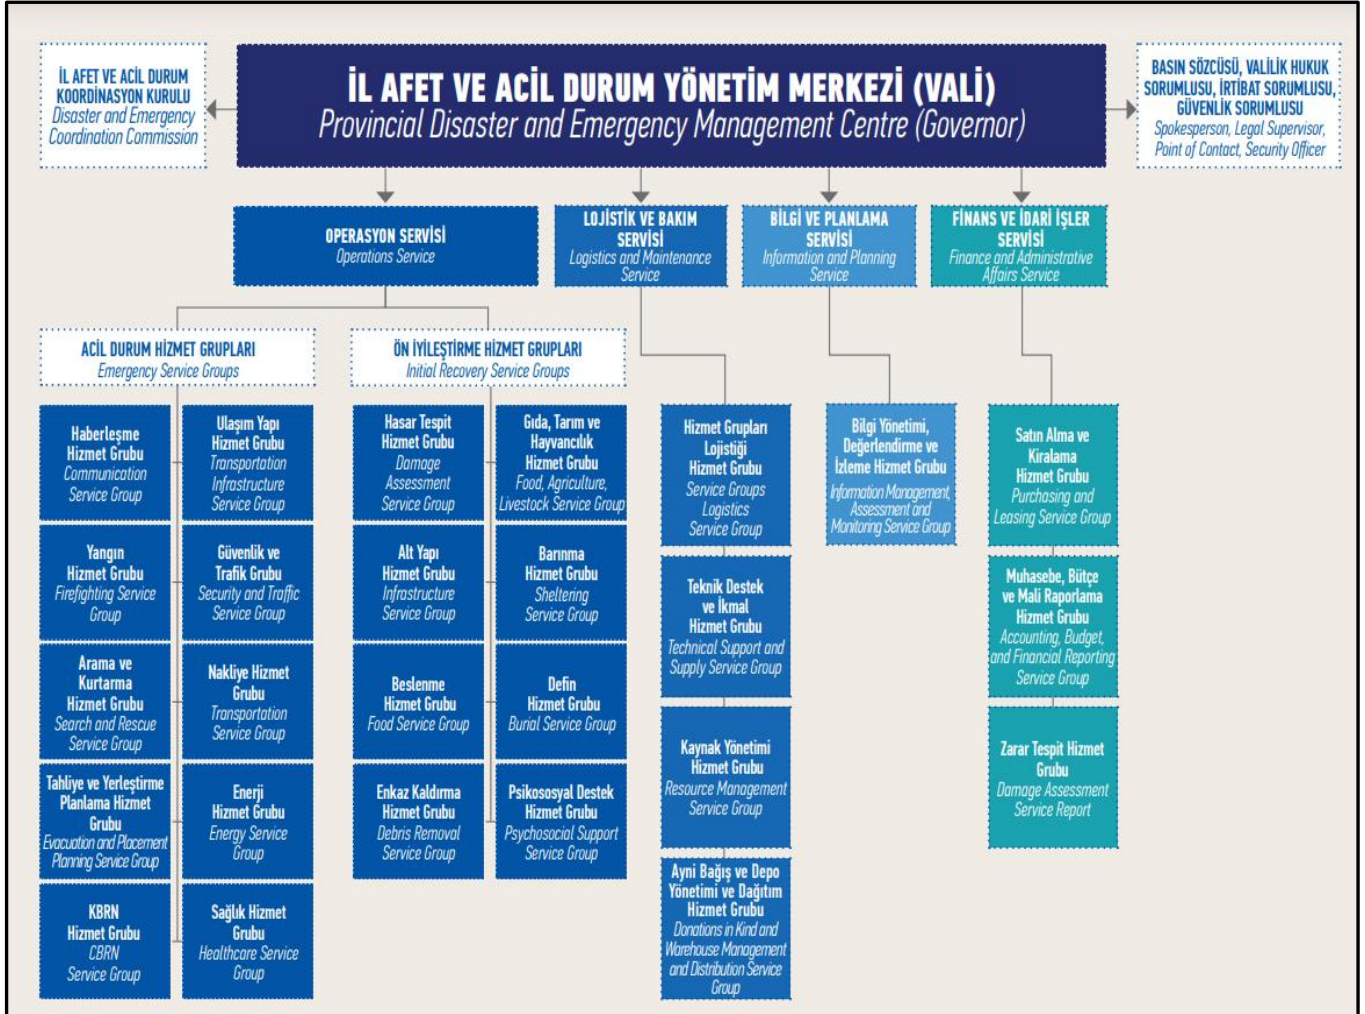 İL AFET VE ACİL DURUM
KOORDİNASYON KURULU
Disaster and Emergency
Coordination Commission
İL AFET VE ACİL DURUM YÖNETİM MERKEZİ (VALİ)
Provincial Disaster and Emergency Management Centre (Governor)
BASIN SÖZCÜSÜ, VALİLİK HUKUK
SORUMLUSU, İRTİBAT SORUMLUSU,
GÜVENLİK SORUMLUSU
Spokesperson, Legal Supervisor,
Point of Contact, Security Officer
OPERASYON SERVİSİ
Operations Service
LOJİSTİK VE BAKIM
SERVİSİ
Logistics and Maintenance
Service
BİLGİ VE PLANLAMA
SERVİSİ
Information and Planning
Service
FİNANS VE İDARİ İŞLER
SERVİSİ
Finance and Administrative
Affairs Service
ACİL DURUM HİZMET GRUPLARI
Emergency Service Groups
ÖN İYİLEŞTİRME HİZMET GRUPLARI
Initial Recovery Service Groups
Haberleşme
Hizmet Grubu
Communication
Service Group
Ulaşım Yapı
Hizmet Grubu
Transportation
Infrastructure
Service Group
Hasar Tespit
Hizmet Grubu
Damage
Assessment
Service Group
Gıda, Tarım ve
Hayvancılık
Hizmet Grubu
Food, Agriculture,
Livestock Service Group
Hizmet Grupları
Lojistiği
Hizmet Grubu
Service Groups
Logistics
Service Group
Bilgi Yönetimi,
Değerlendirme ve
İzleme Hizmet Grubu
Information Management,
Assessment and
Monitoring Service Group
Satın Alma ve
Kiralama
Hizmet Grubu
Purchasing and
Leasing Service Group
Yangın
Hizmet Grubu
Firefighting Service
Group
Güvenlik ve
Trafik Grubu
Security and Traffic
Service Group
Alt Yapı
Hizmet Grubu
Infrastructure
Service Group
Barınma
Hizmet Grubu
Sheltering
Service Group
Teknik Destek
ve İkmal
Hizmet Grubu
Technical Support and
Supply Service Group
Muhasebe, Bütçe
ve Mali Raporlama
Hizmet Grubu
Accounting, Budget,
and Financial Reporting
Service Group
Arama ve
Kurtarma
Hizmet Grubu
Search and Rescue
Service Group
Nakliye Hizmet
Grubu
Transportation
Service Group
Beslenme
Hizmet Grubu
Food Service Group
Defin
Hizmet Grubu
Burial Service Group
Kaynak Yönetimi
Hizmet Grubu
Resource Management
Service Group
Zarar Tespit Hizmet
Grubu
Damage Assessment
Service Report
Tahliye ve Yerleştirme
Planlama Hizmet
Grubu
Evacuation and Placement
Planning Service Group
Enerji
Hizmet Grubu
Energy Service
Group
Enkaz Kaldırma
Hizmet Grubu
Debris Removal
Service Group
Psikososyal Destek
Hizmet Grubu
Psychosocial Support
Service Group
Ayni Bağış ve Depo
Yönetimi ve Dağıtım
Hizmet Grubu
Donations in Kind and
Warehouse Management
and Distribution Service
Group
KBRN
Hizmet Grubu
CBRN
Service Group
Sağlık Hizmet
Grubu
Healthcare Service
Group